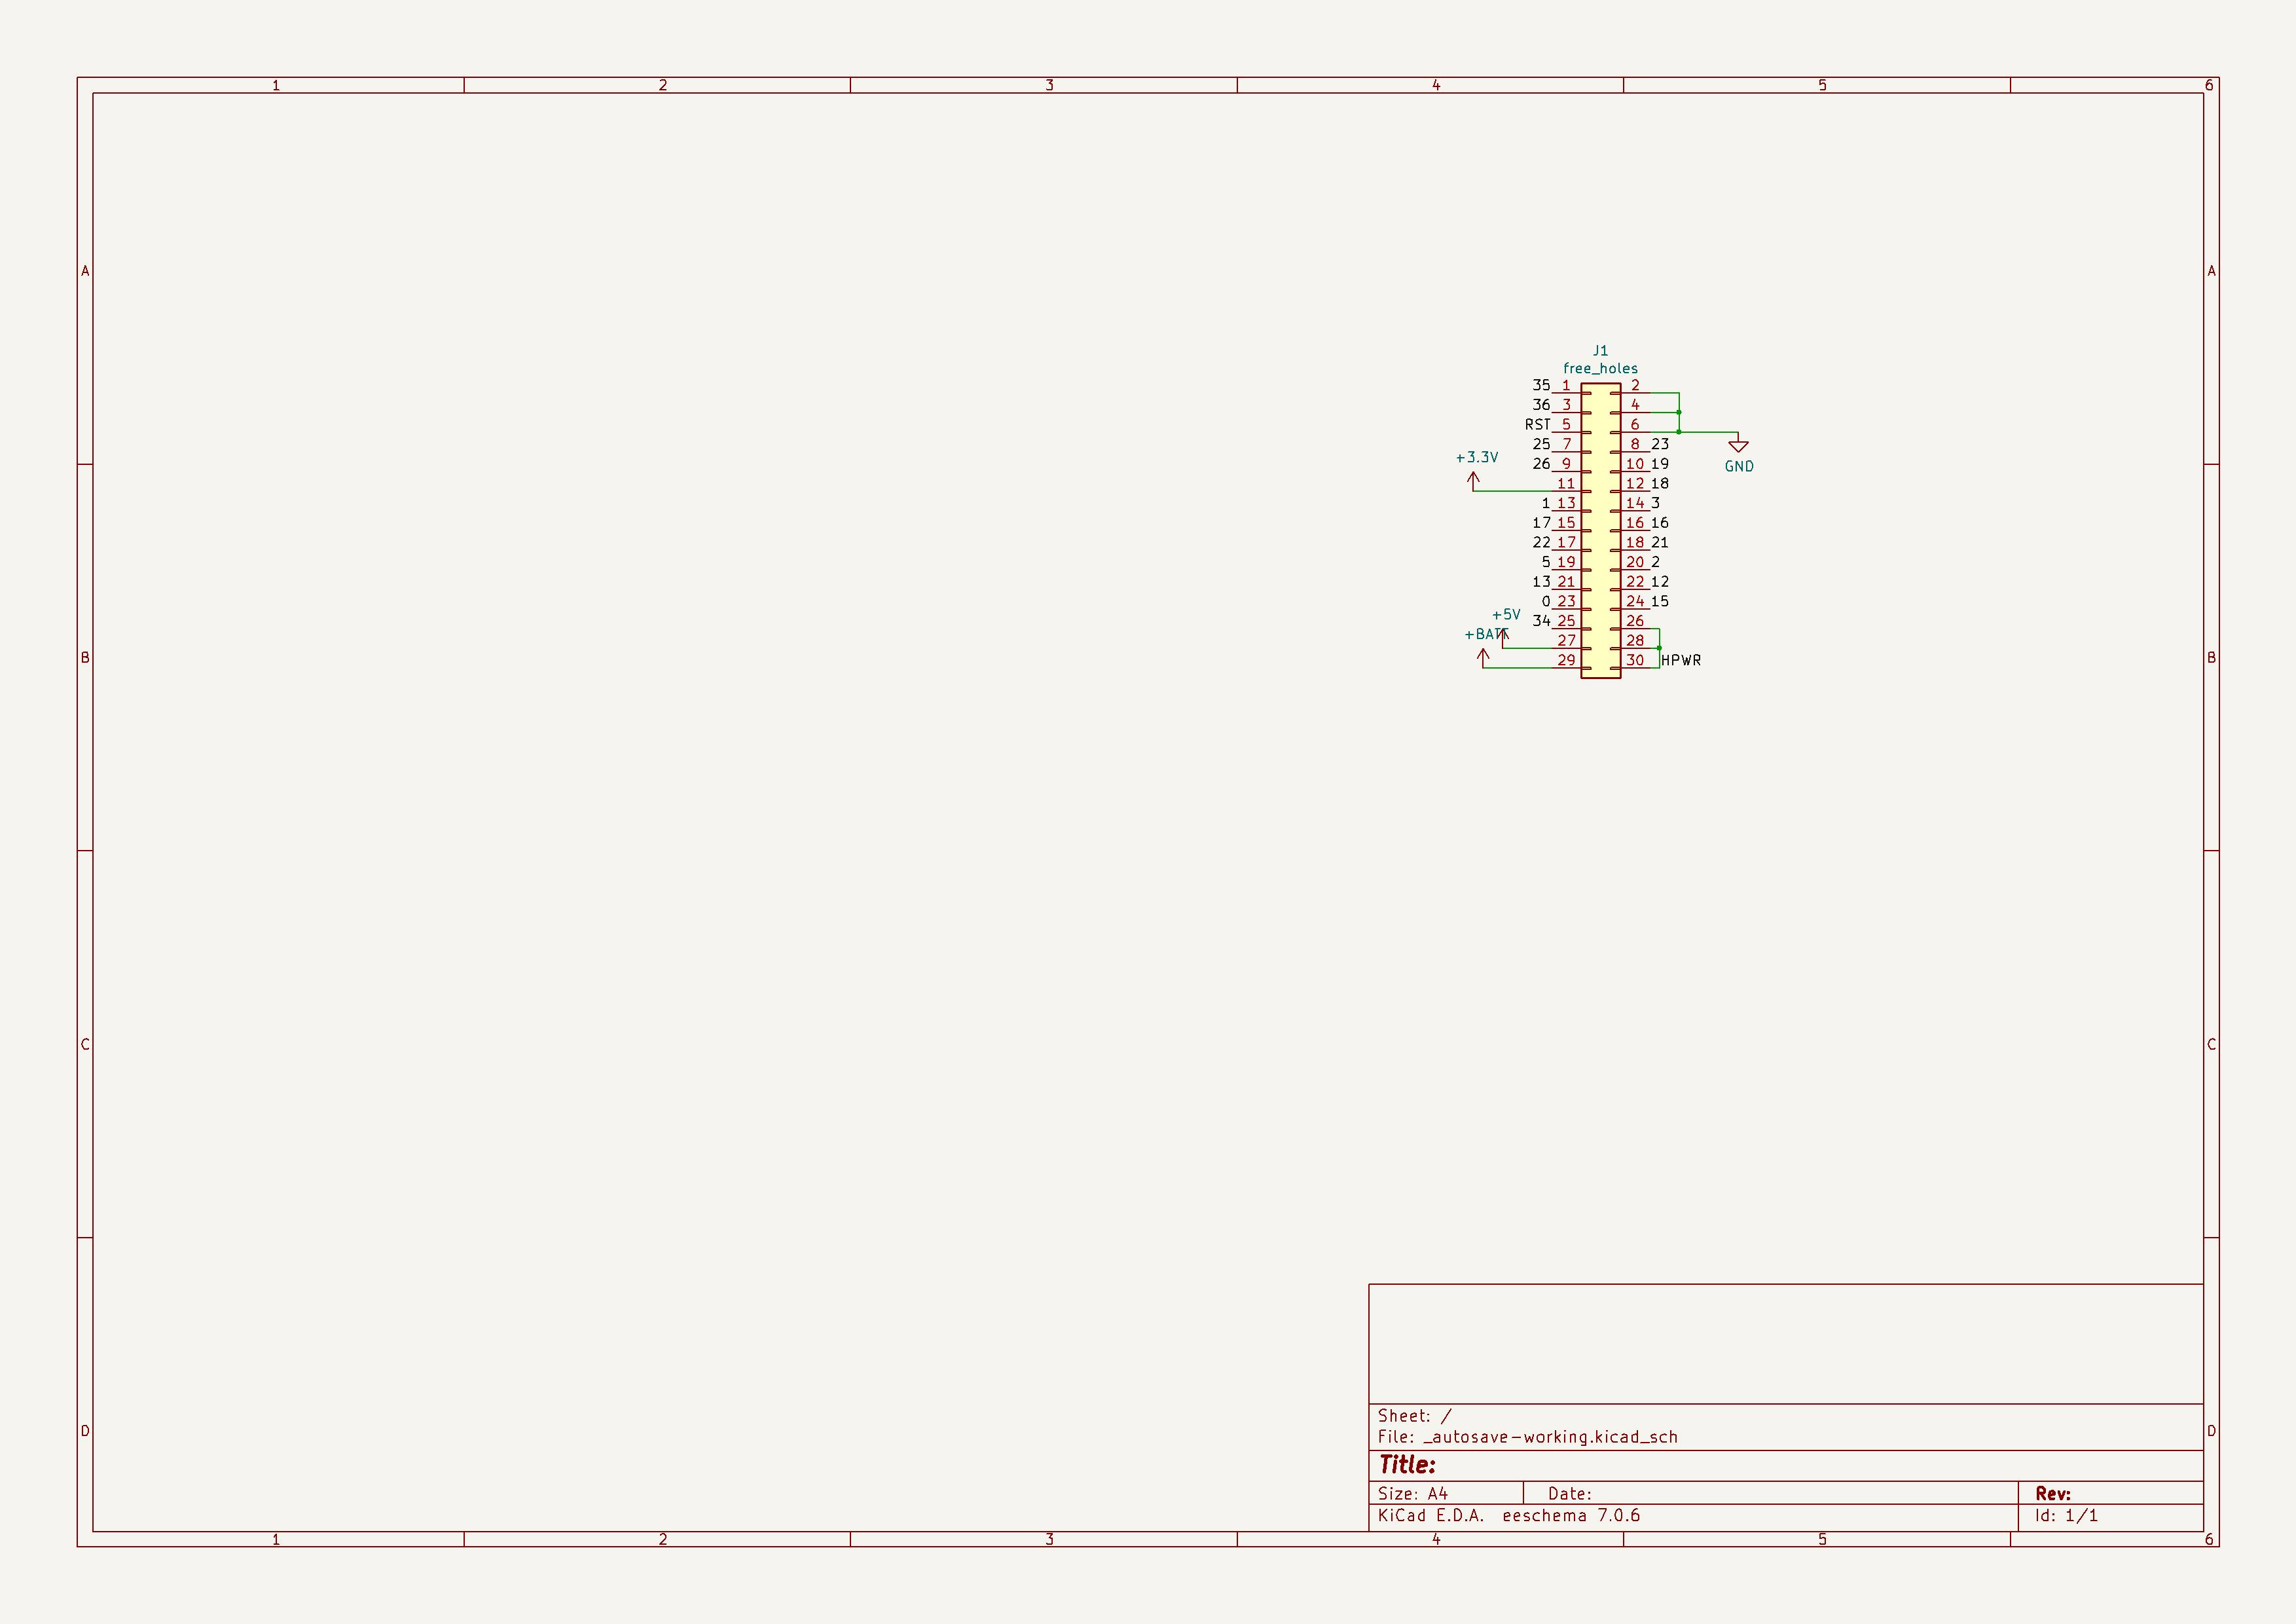 1 2 3 4 5 6
A A
J1
free_holes
35 1 2
36 3 4
RST 5 6
25 7 8 23
+3.3V
26 9 10 19
GND
11 12 18
1 13 14 3
17 15 16 16
22 17 18 21
5 19 20 2
13 21 22 12
0 23 24 15
+5V
34 25 26
+BATT
27 28
29 30 HPWR
B B
C C
Sheet: /
File: _autosave-working.kicad_sch
D D
Title:
Size: A4 Date: Rev:
KiCad E.D.A. eeschema 7.0.6 Id: 1/1
1 2 3 4 5 6